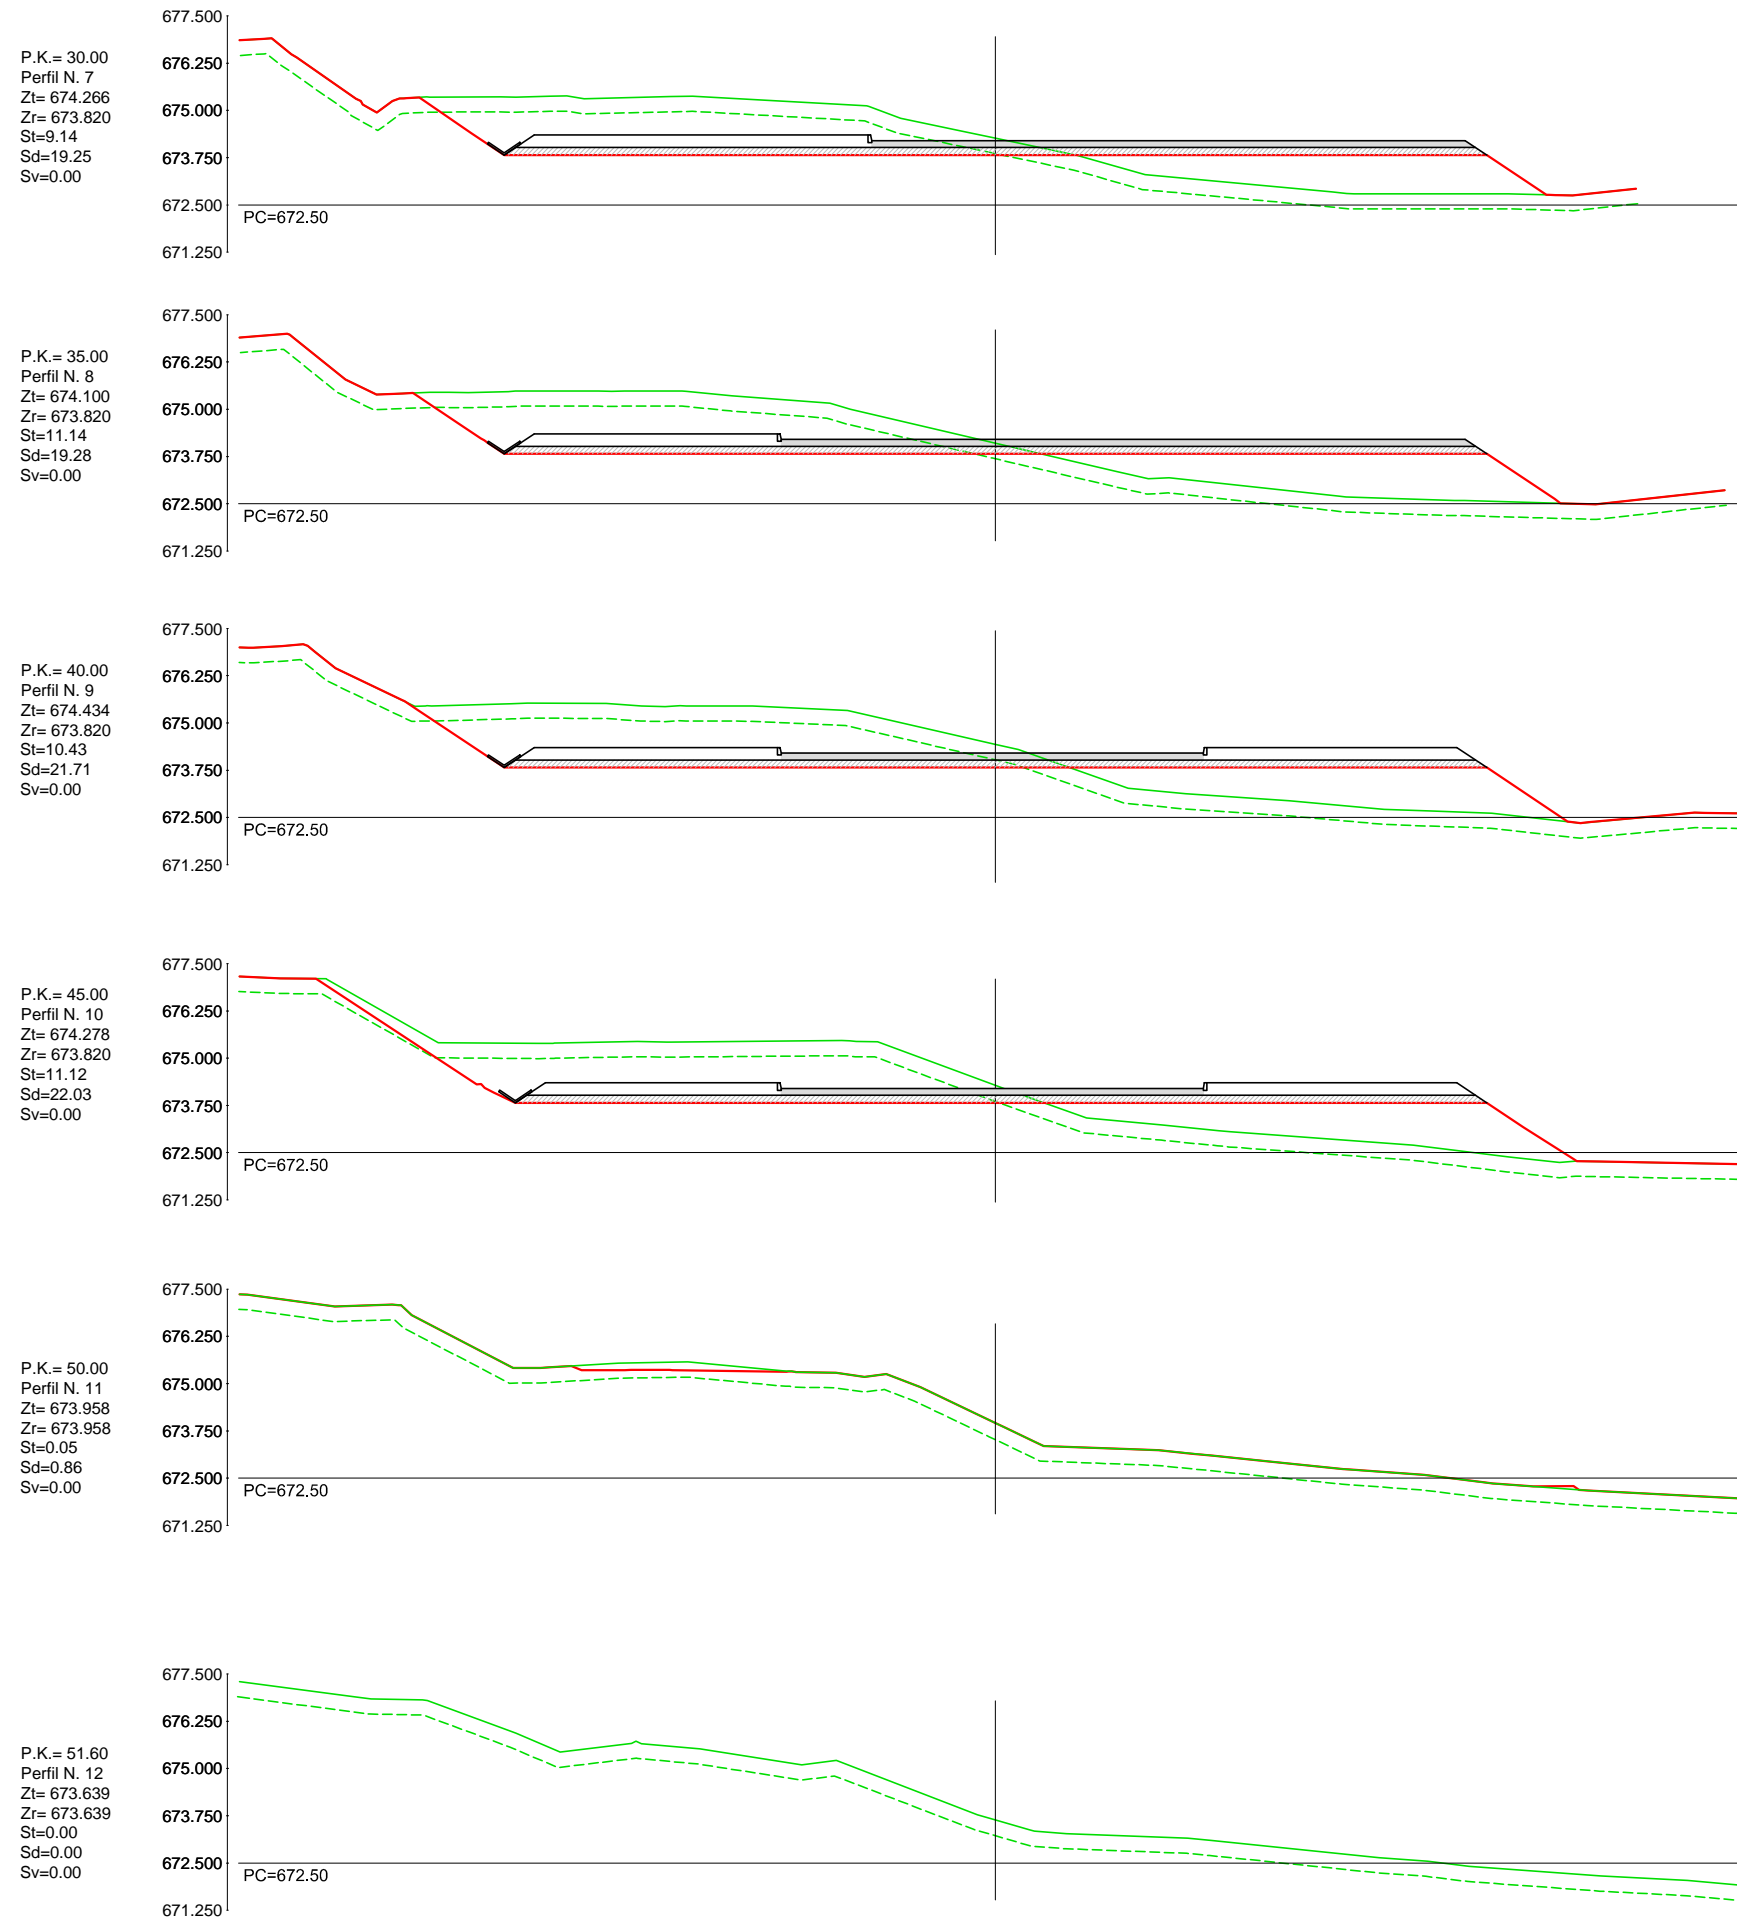 677.500
P.K.= 30.00
Perfil N. 7
Zt= 674.266
Zr= 673.820
St=9.14
Sd=19.25
Sv=0.00
676.250
675.000
673.750
672.500
PC=672.50
671.250
677.500
P.K.= 35.00
Perfil N. 8
Zt= 674.100
Zr= 673.820
St=11.14
Sd=19.28
Sv=0.00
676.250
675.000
673.750
672.500
PC=672.50
671.250
677.500
P.K.= 40.00
Perfil N. 9
Zt= 674.434
Zr= 673.820
St=10.43
Sd=21.71
Sv=0.00
676.250
675.000
673.750
672.500
PC=672.50
671.250
677.500
P.K.= 45.00
Perfil N. 10
Zt= 674.278
Zr= 673.820
St=11.12
Sd=22.03
Sv=0.00
676.250
675.000
673.750
672.500
PC=672.50
671.250
677.500
P.K.= 50.00
Perfil N. 11
Zt= 673.958
Zr= 673.958
St=0.05
Sd=0.86
Sv=0.00
676.250
675.000
673.750
672.500
PC=672.50
671.250
677.500
P.K.= 51.60
Perfil N. 12
Zt= 673.639
Zr= 673.639
St=0.00
Sd=0.00
Sv=0.00
676.250
675.000
673.750
672.500
PC=672.50
671.250